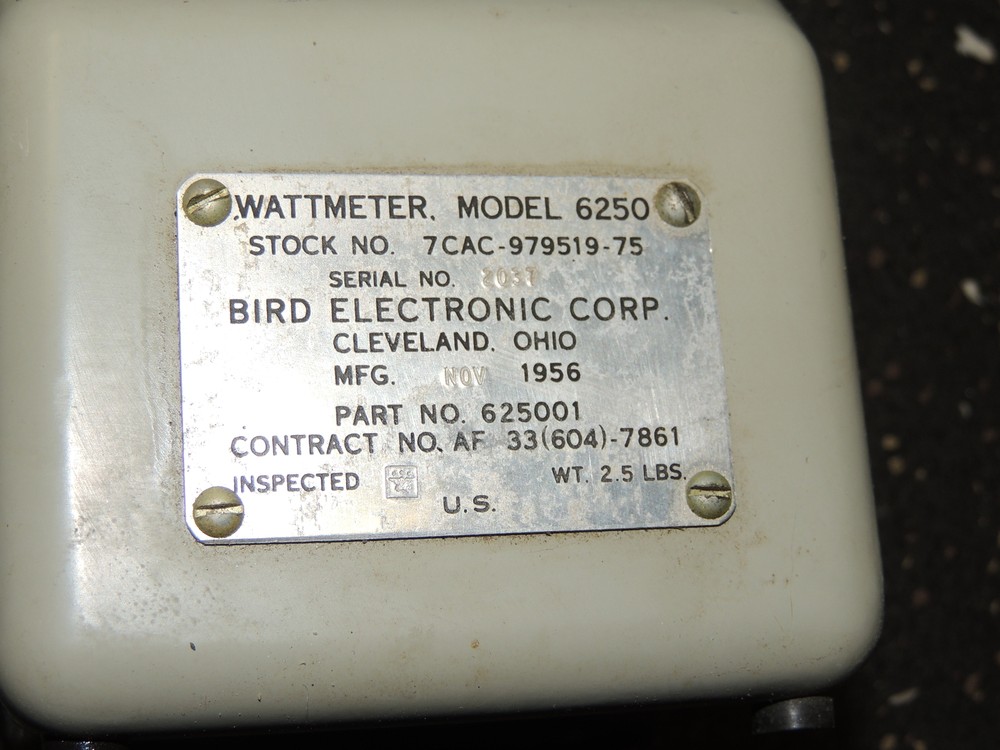 WATTMETER. MODEL 6250
STOCK NO. 7CAC-979519-75
SERIAL NO.
BIRD ELECTRONIC CORP.
CLEVELAND. OHIO
MFG. NOV 1956
PART NO. 625001
CONTRACT NO. AF 33(604)-7861
INSPECTED WT. 2.5 LBS.
U.S.